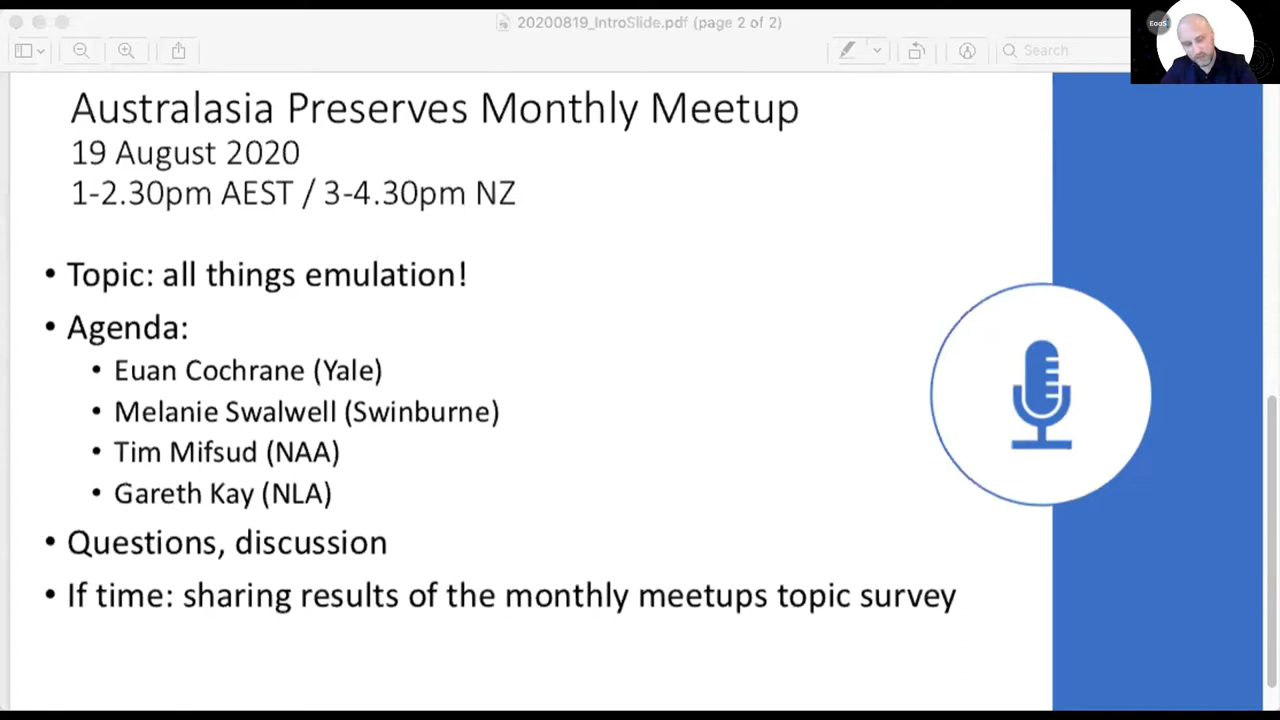 20200819_IntroSlide.pdf (page 2 of 2)
Search
EaaS
Australasia Preserves Monthly Meetup
19 August 2020
1-2.30pm AEST / 3-4.30pm NZ
• Topic: all things emulation!
• Agenda:
• Euan Cochrane (Yale)
• Melanie Swalwell (Swinburne)
• Tim Mifsud (NAA)
• Gareth Kay (NLA)
• Questions, discussion
• If time: sharing results of the monthly meetups topic survey